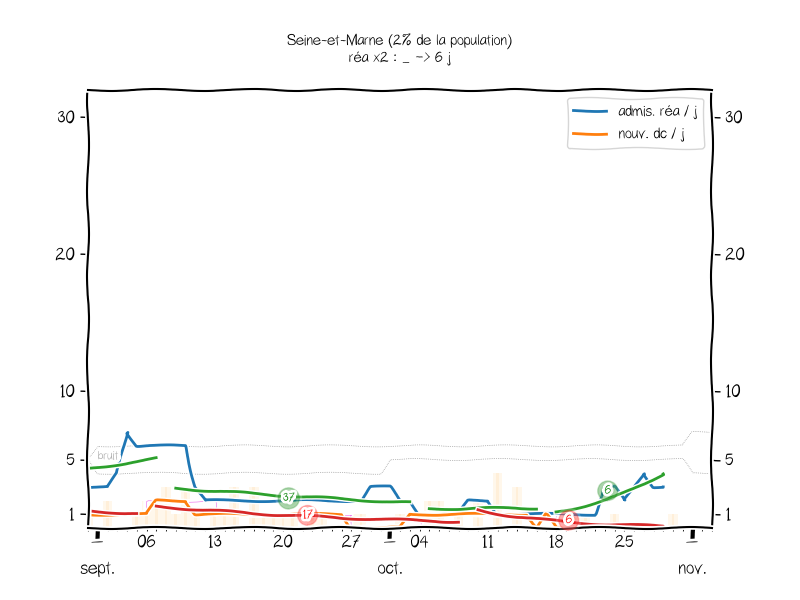 Seine-et-Marne (2% de la population)
réa x2 : _ -> 6 j
admis. réa / j
nouv. dc / j
30
30
20
20
10
10
bruit
5
5
37
6
17
6
1
1
06
13
20
27
04
11
18
25
sept.
oct.
nov.